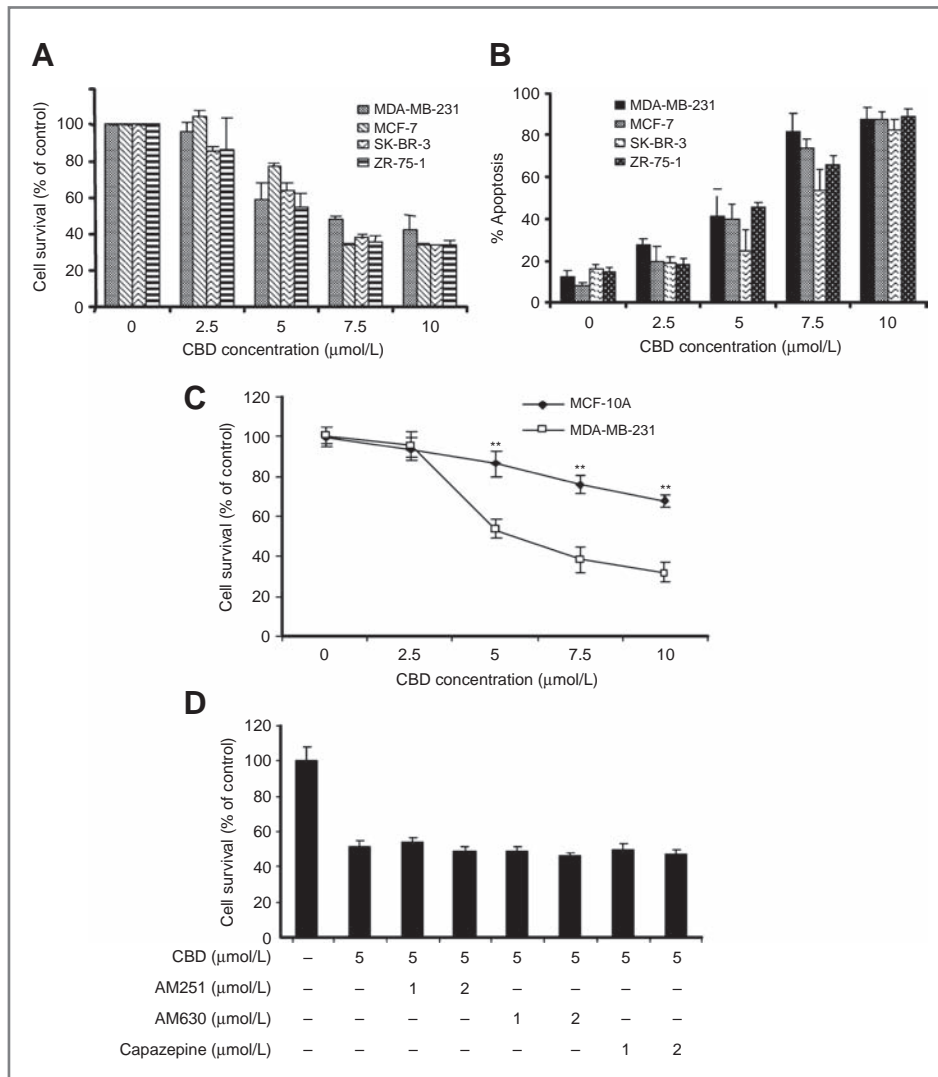 A
Cell survival (% of control)
100
80
60
40
20
0
MDA-MB-231
MCF-7
SK-BR-3
ZR-75-1
0 2.5 5 7.5 10
CBD concentration (μmol/L)
B
% Apoptosis
100
80
60
40
20
0
MDA-MB-231
MCF-7
SK-BR-3
ZR-75-1
0 2.5 5 7.5 10
CBD concentration (μmol/L)
C
Cell survival (% of control)
120
100
80
60
40
20
0
MCF-10A
MDA-MB-231
** ** **
0 2.5 5 7.5 10
CBD concentration (μmol/L)
D
Cell survival (% of control)
120
100
80
60
40
20
0
CBD (μmol/L) – 5 5 5 5 5 5 5
AM251 (μmol/L) – – 1 2 – – – –
AM630 (μmol/L) – – – – 1 2 – –
Capazepine (μmol/L) – – – – – – 1 2